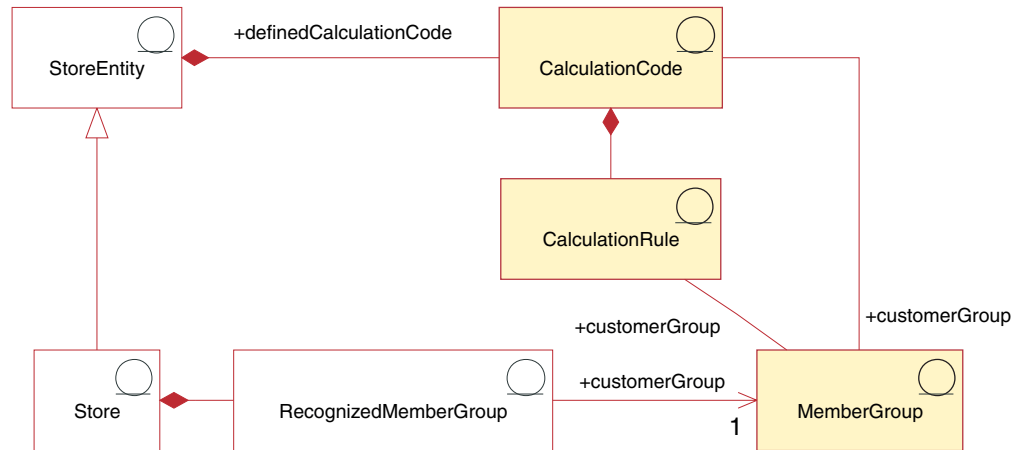 +definedCalculationCode
StoreEntity
CalculationCode
CalculationRule
+customerGroup
+customerGroup
+customerGroup
Store
RecognizedMemberGroup
MemberGroup
1